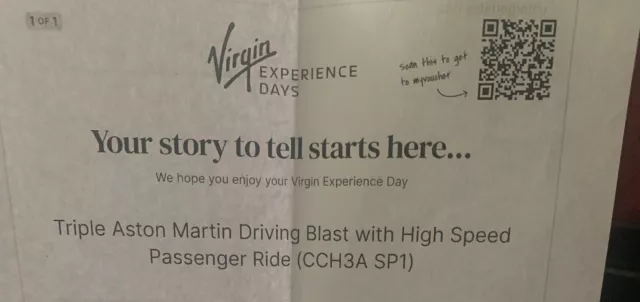 1 OF 1
Virgin
EXPERIENCE
DAYS
scan this to get
to myvoucher
Your story to tell starts here...
We hope you enjoy your Virgin Experience Day
Triple Aston Martin Driving Blast with High Speed
Passenger Ride (CCH3A SP1)